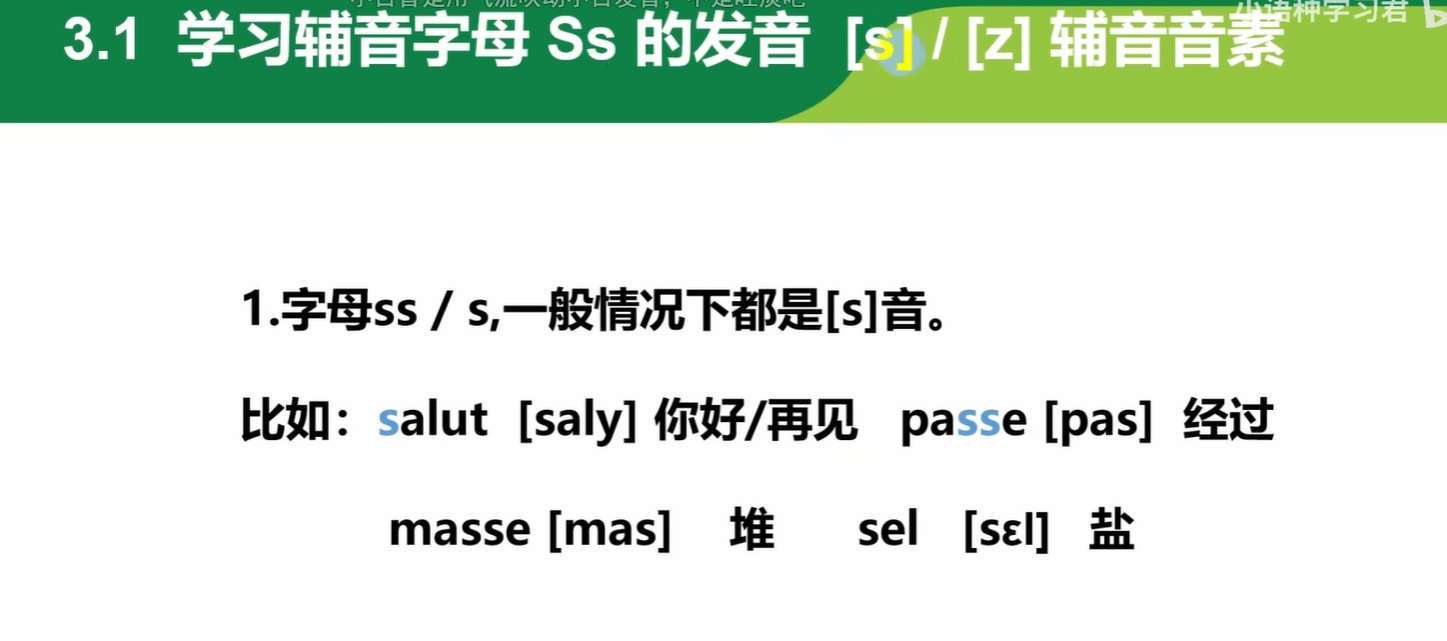 3.1 学习辅音字母 Ss 的发音 [s] / [z] 辅音音素
小语种学习君
1.字母ss / s,一般情况下都是[s]音。
比如：salut [saly] 你好/再见 passe [pas] 经过
masse [mas] 堆 sel [sɛl] 盐